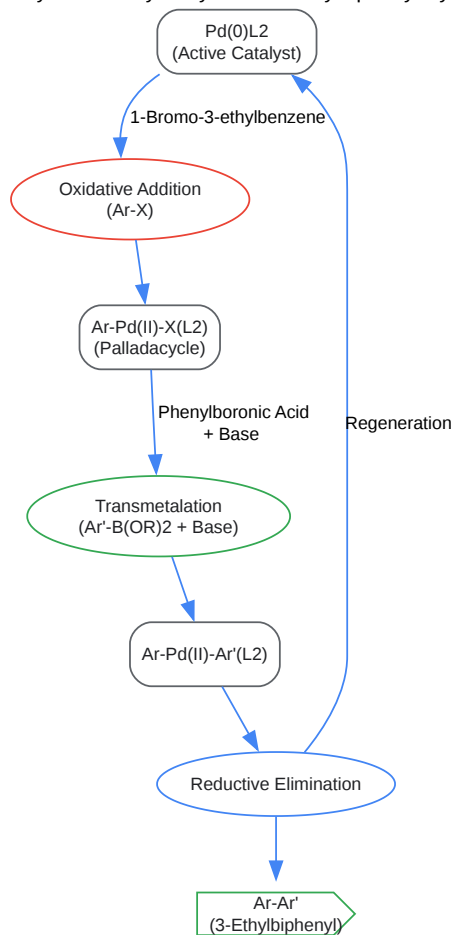 Pd(0)L2
(Active Catalyst)
1-Bromo-3-ethylbenzene
Oxidative Addition
(Ar-X)
Ar-Pd(II)-X(L2)
(Palladacycle)
Phenylboronic Acid
+ Base
Regeneration
Transmetalation
(Ar'-B(OR)2 + Base)
Ar-Pd(II)-Ar'(L2)
Reductive Elimination
Ar-Ar'
(3-Ethylbiphenyl)